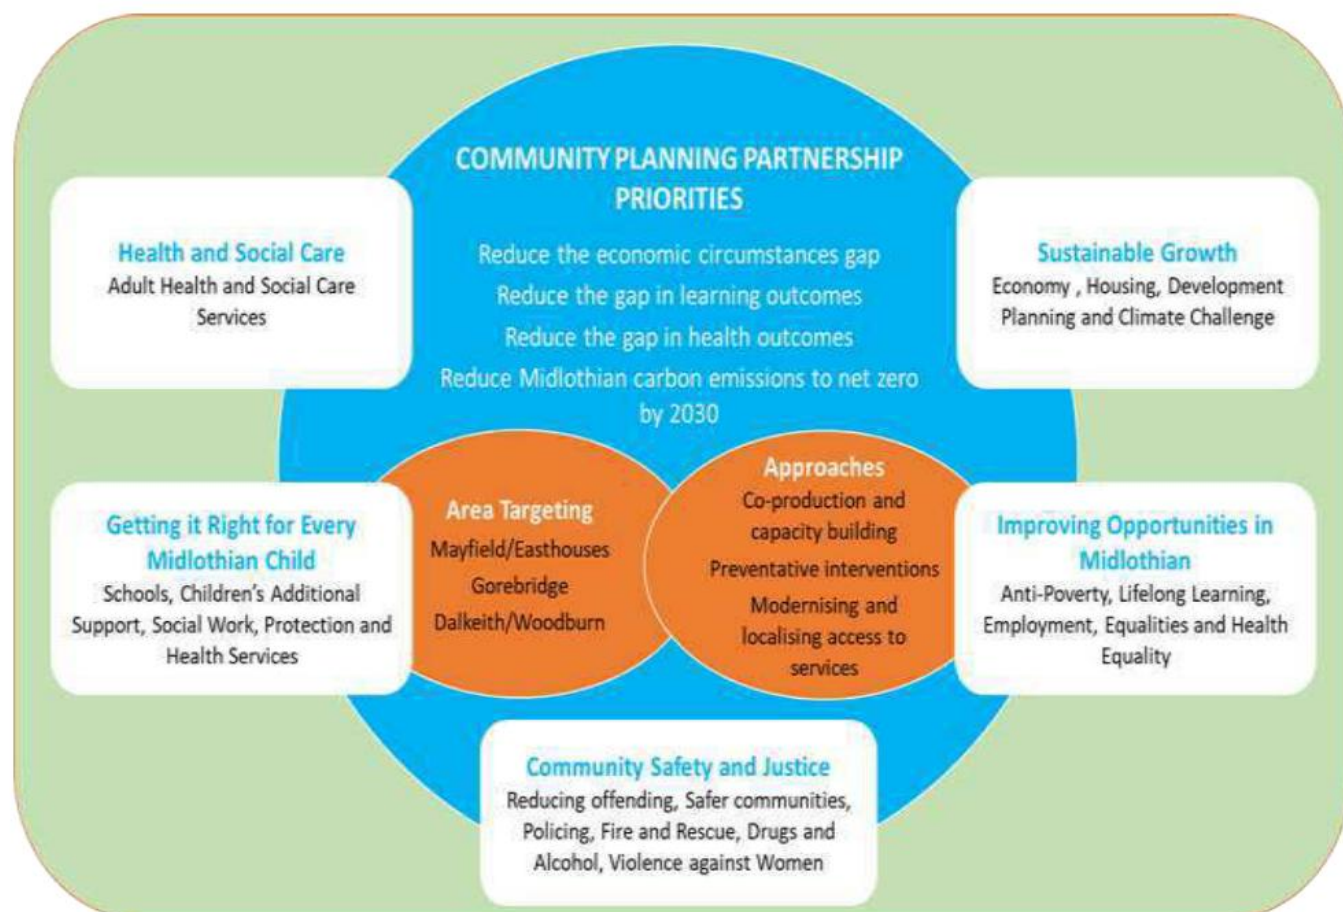 COMMUNITY PLANNING PARTNERSHIP
PRIORITIES
Reduce the economic circumstances gap
Reduce the gap in learning outcomes
Reduce the gap in health outcomes
Reduce Midlothian carbon emissions to net zero
by 2030
Health and Social Care
Adult Health and Social Care
Services
Sustainable Growth
Economy , Housing, Development
Planning and Climate Challenge
Getting it Right for Every
Midlothian Child
Schools, Children's Additional
Support, Social Work, Protection and
Health Services
Area Targeting
Mayfield/Easthouses
Gorebridge
Dalkeith/Woodburn
Approaches
Co-production and
capacity building
Preventative interventions
Modernising and
localising access to
services
Improving Opportunities in
Midlothian
Anti-Poverty, Lifelong Learning,
Employment, Equalities and Health
Equality
Community Safety and Justice
Reducing offending, Safer communities,
Policing, Fire and Rescue, Drugs and
Alcohol, Violence against Women